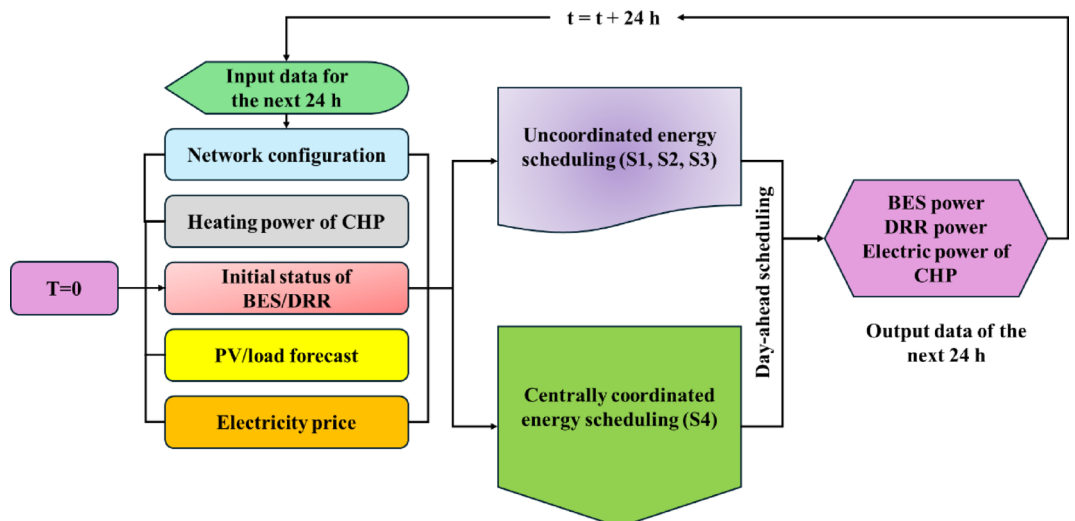 t = t + 24 h
Input data for
the next 24 h
Network configuration
Heating power of CHP
T=0
Initial status of
BES/DRR
PV/load forecast
Electricity price
Uncoordinated energy
scheduling (S1, S2, S3)
Centrally coordinated
energy scheduling (S4)
Day-ahead scheduling
BES power
DRR power
Electric power of
CHP
Output data of the
next 24 h